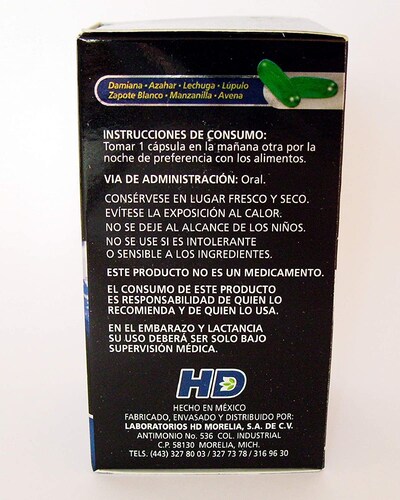 Damiana • Azahar • Lechuga • Lúpulo
Zapote Blanco • Manzanilla • Avena
INSTRUCCIONES DE CONSUMO:
Tomar 1 cápsula en la mañana otra por la
noche de preferencia con los alimentos.
VIA DE ADMINISTRACIÓN: Oral.
CONSÉRVESE EN LUGAR FRESCO Y SECO.
EVÍTESE LA EXPOSICIÓN AL CALOR.
NO SE DEJE AL ALCANCE DE LOS NIÑOS.
NO SE USE SI ES INTOLERANTE
O SENSIBLE A LOS INGREDIENTES.
ESTE PRODUCTO NO ES UN MEDICAMENTO.
EL CONSUMO DE ESTE PRODUCTO
ES RESPONSABILIDAD DE QUIEN LO
RECOMIENDA Y DE QUIEN LO USA.
EN EL EMBARAZO Y LACTANCIA
SU USO DEBERÁ SER SOLO BAJO
SUPERVISIÓN MÉDICA.
HD
HECHO EN MÉXICO
FABRICADO, ENVASADO Y DISTRIBUIDO POR:
LABORATORIOS HD MORELIA, S.A. DE C.V.
ANTIMONIO No. 536 COL. INDUSTRIAL
C.P. 58130 MORELIA, MICH.
TELS. (443) 327 80 03 / 327 73 78 / 316 96 30